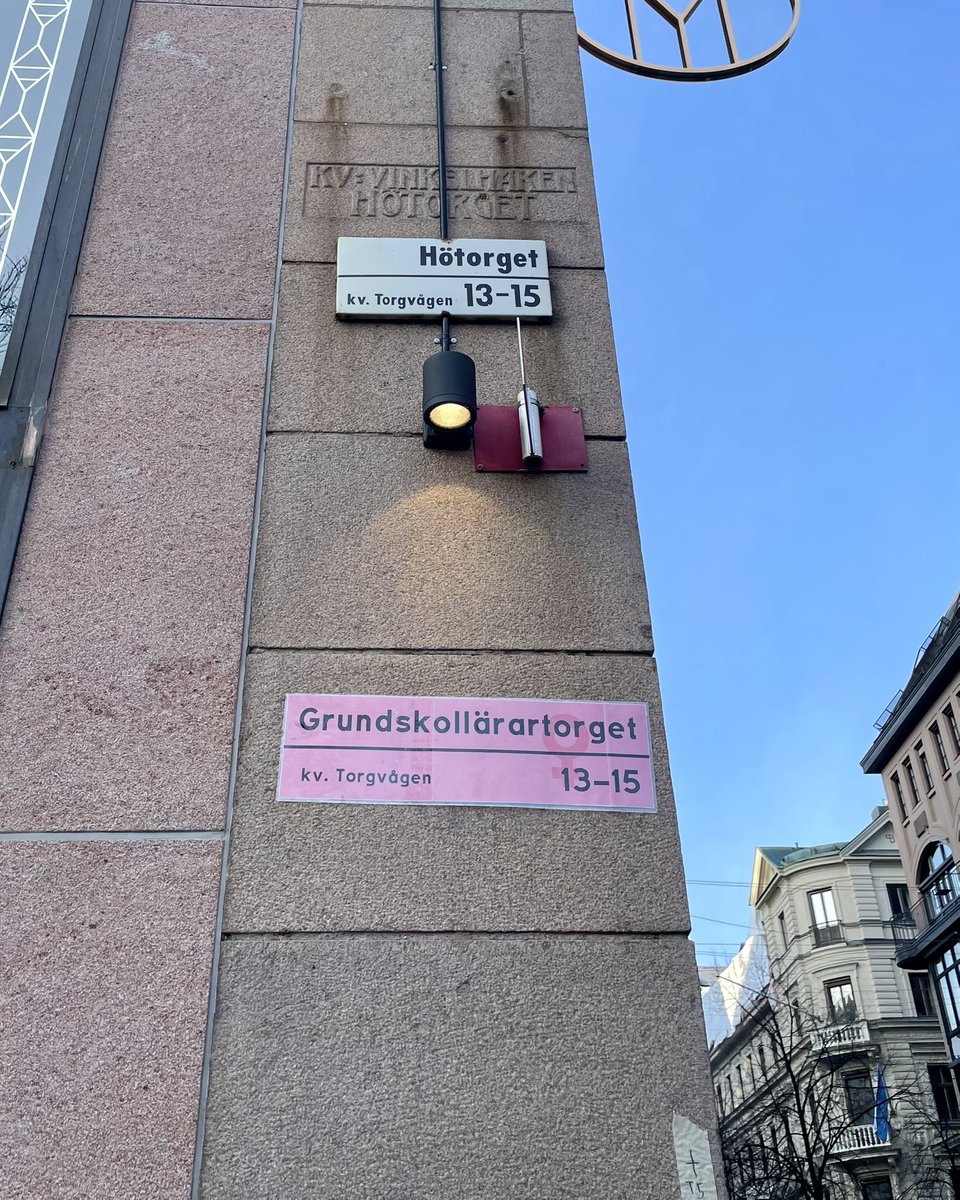 KV: VINKELHAKEN
HÖTORGET
Hötorget
kv. Torgvågen 13-15
Grundskollärartorget
kv. Torgvågen 13-15